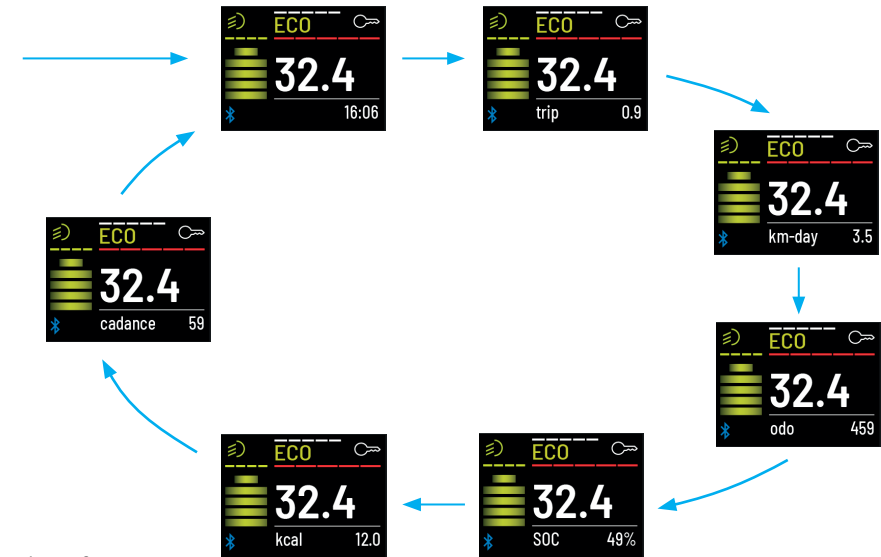 ECO
32.4
16:06
ECO
32.4
trip 0.9
ECO
32.4
km-day 3.5
ECO
32.4
odo 459
ECO
32.4
SOC 49%
ECO
32.4
kcal 12.0
ECO
32.4
cadance 59